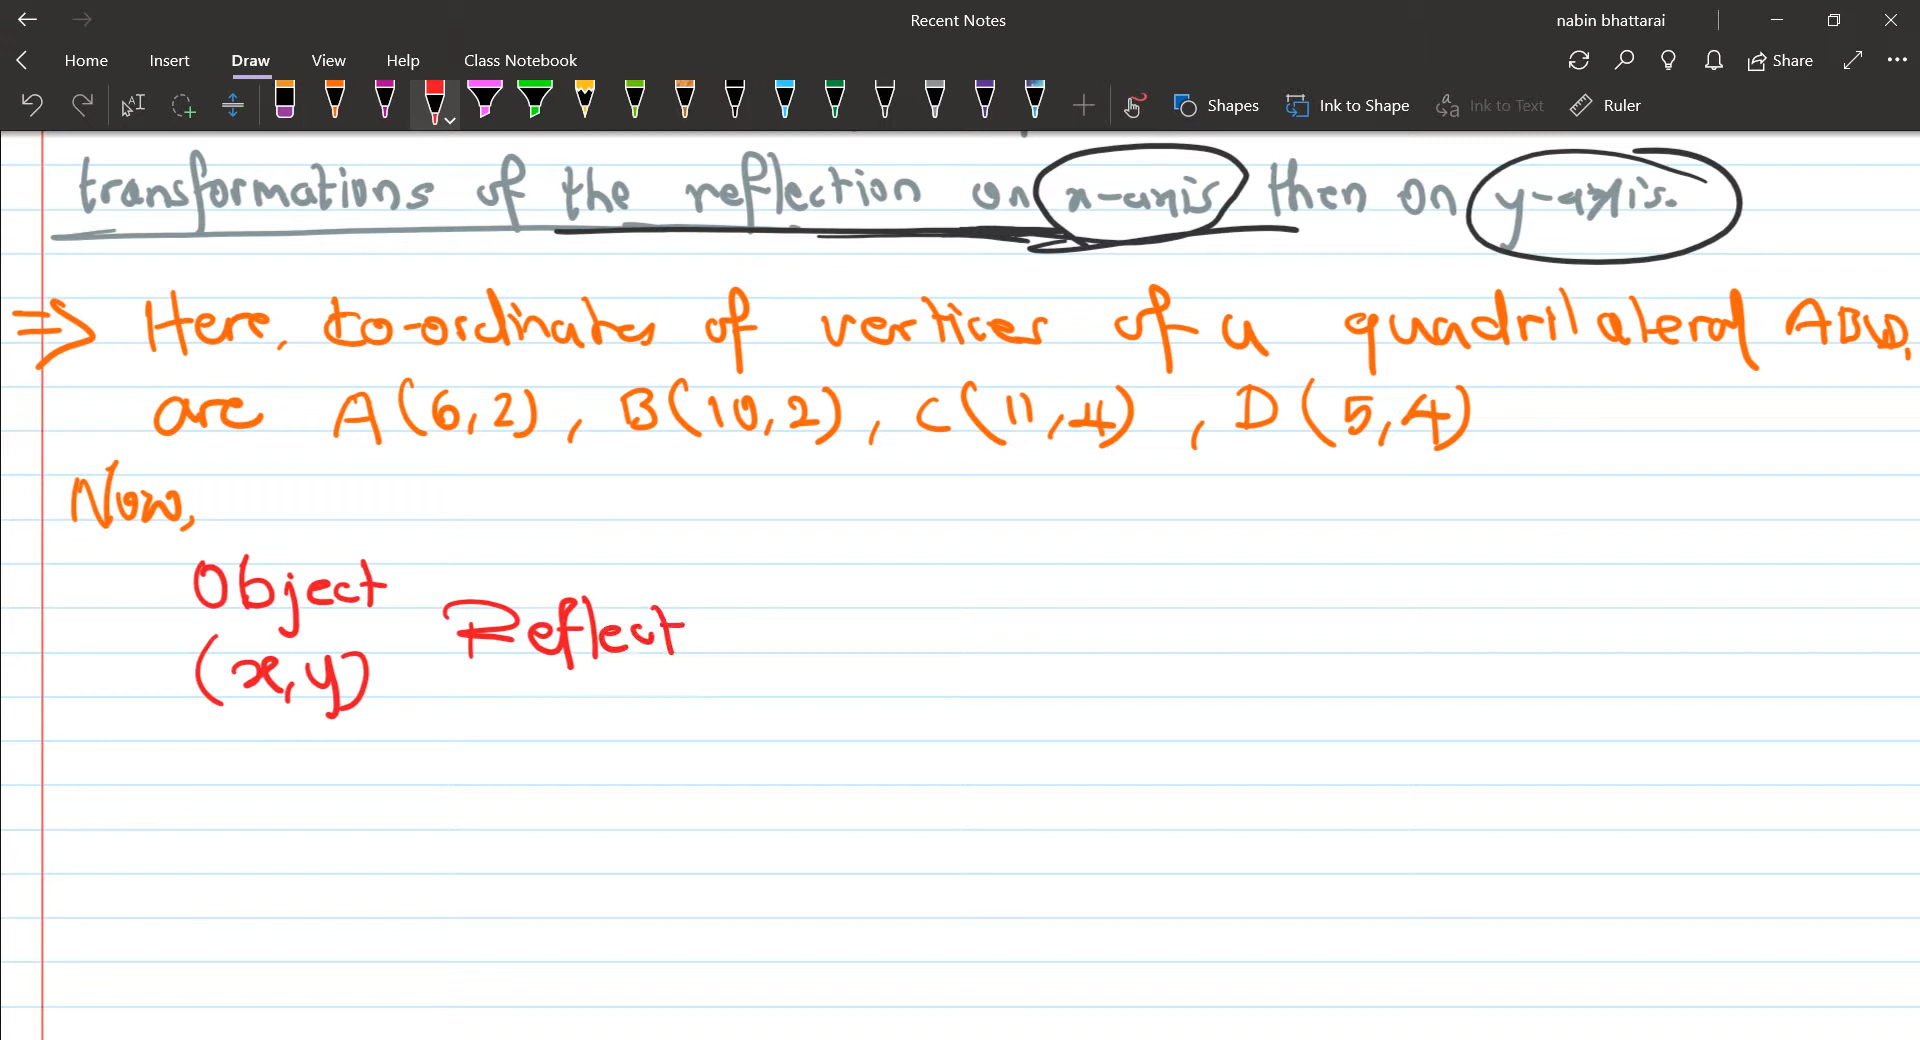 Recent Notes
nabin bhattarai
Home Insert Draw View Help Class Notebook
Share
Shapes Ink to Shape Ink to Text Ruler
transformations of the reflection on x-axis then on y-axis.
⇒ Here, co-ordinates of vertices of a quadrilateral ABCD,
are A(6,2), B(10,2), C(11,4), D(5,4)
Now,
Object
Reflect
(x,y)